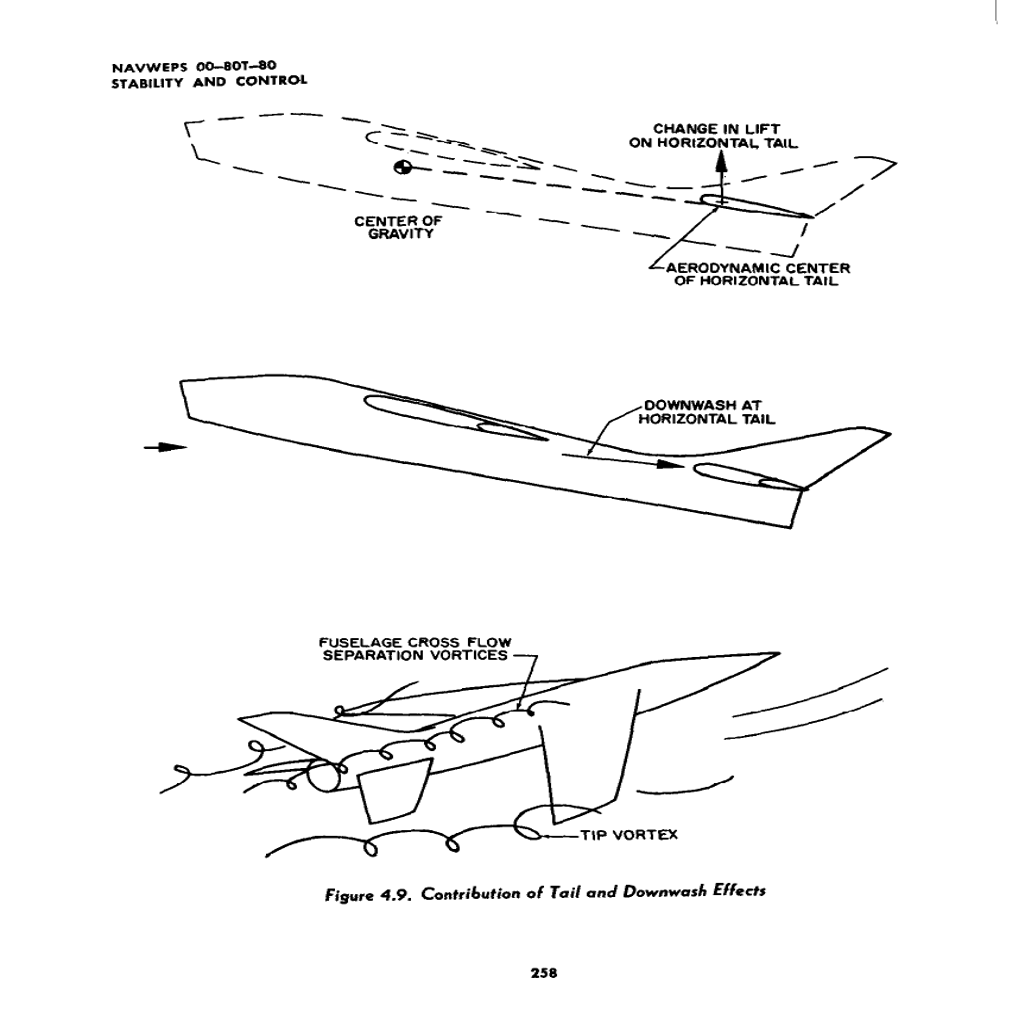 NAVWEPS 00–80T–80
STABILITY AND CONTROL
CHANGE IN LIFT
ON HORIZONTAL TAIL
CENTER OF
GRAVITY
AERODYNAMIC CENTER
OF HORIZONTAL TAIL
DOWNWASH AT
HORIZONTAL TAIL
FUSELAGE CROSS FLOW
SEPARATION VORTICES
TIP VORTEX
Figure 4.9. Contribution of Tail and Downwash Effects
258